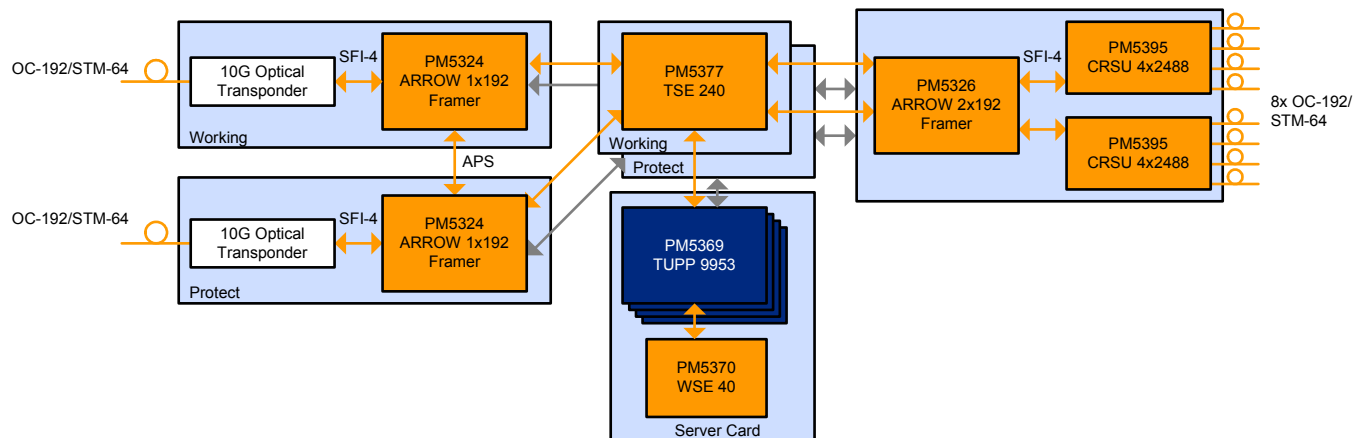 OC-192/STM-64
10G Optical
Transponder
SFI-4
PM5324
ARROW 1x192
Framer
Working
APS
OC-192/STM-64
10G Optical
Transponder
SFI-4
PM5324
ARROW 1x192
Framer
Protect
PM5377
TSE 240
Working
Protect
PM5369
TUPP 9953
PM5370
WSE 40
Server Card
PM5326
ARROW 2x192
Framer
SFI-4
PM5395
CRSU 4x2488
PM5395
CRSU 4x2488
8x OC-192/
STM-64